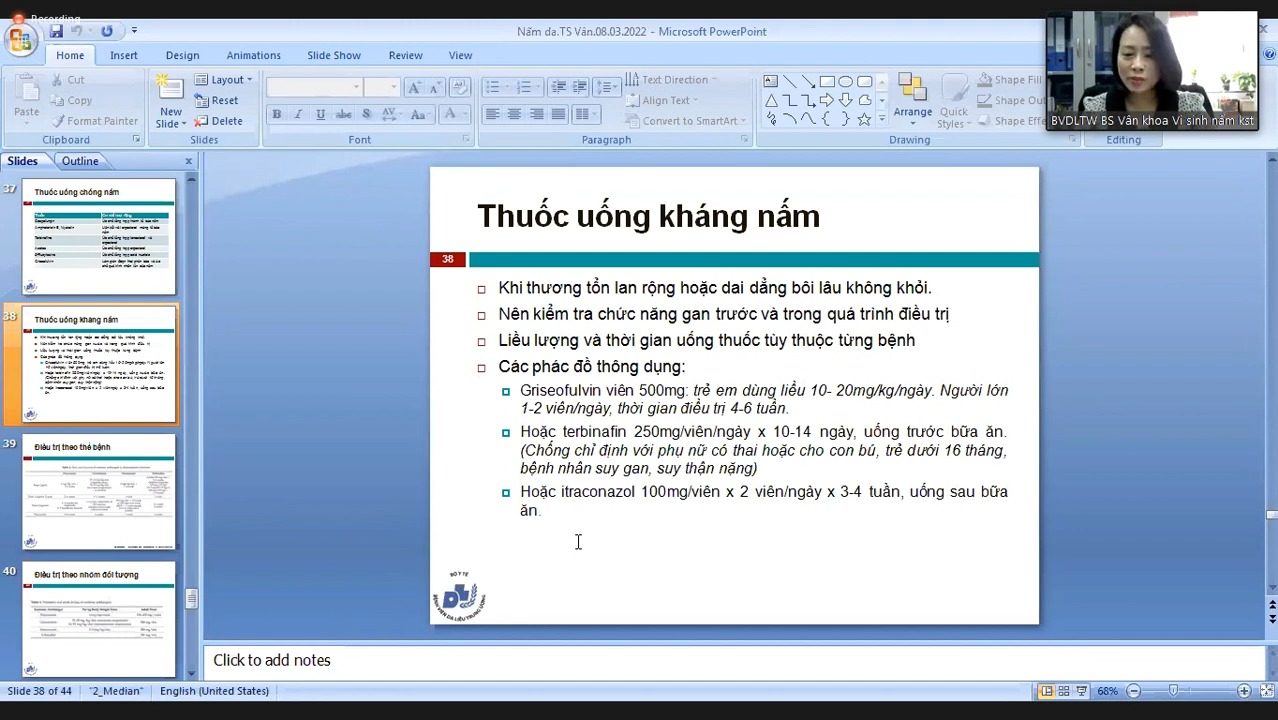 Recording
Nấm da.TS Vân.08.03.2022 - Microsoft PowerPoint
Home Insert Design Animations Slide Show Review View
Paste
Cut
Copy
Format Painter
Clipboard
New
Slide
Layout
Reset
Delete
Slides
Font
Text Direction
Align Text
Convert to SmartArt
Paragraph
Arrange
Quick
Styles
Shape Fill
Drawing
Editing
BVDLTW BS Vân khoa Vi sinh nấm kst
Slides Outline
37
Thuốc uống chống nấm
38
Thuốc uống kháng nấm
39
Điều trị theo thể bệnh
40
Điều trị theo nhóm đối tượng
Thuốc uống kháng nấm
38
Khi thương tổn lan rộng hoặc dai dẳng bôi lâu không khỏi.
Nên kiểm tra chức năng gan trước và trong quá trình điều trị
Liều lượng và thời gian uống thuốc tùy thuộc từng bệnh
Các phác đồ thông dụng:
Griseofulvin viên 500mg: trẻ em dùng liều 10- 20mg/kg/ngày. Người lớn
1-2 viên/ngày, thời gian điều trị 4-6 tuần.
Hoặc terbinafin 250mg/viên/ngày x 10-14 ngày, uống trước bữa ăn.
(Chống chỉ định với phụ nữ có thai hoặc cho con bú, trẻ dưới 16 tháng,
bệnh nhân suy gan, suy thận nặng)
Hoặc itraconazol 100mg/viên x 2 viên/ngày x 3-4 tuần, uống sau bữa
ăn.
BỘ Y TẾ
Click to add notes
Slide 38 of 44 "2_Median" English (United States) 68%